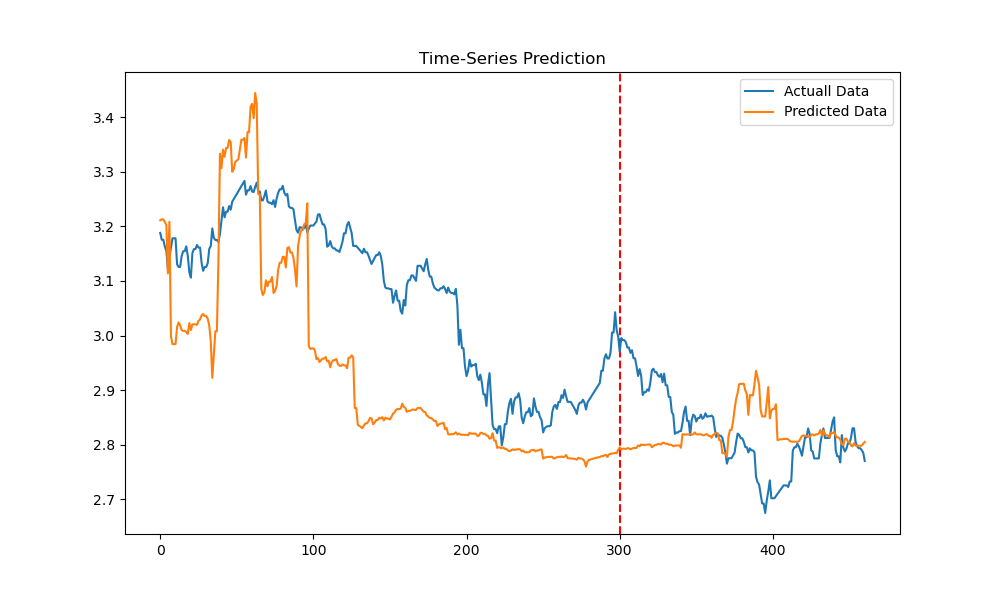 Time-Series Prediction
Actuall Data
Predicted Data
3.4
3.3
3.2
3.1
3.0
2.9
2.8
2.7
0 100 200 300 400